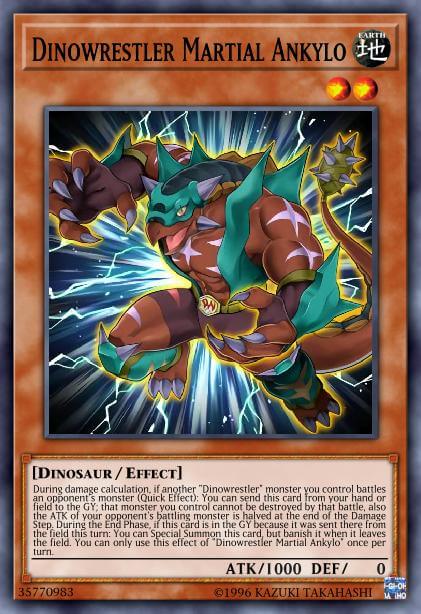 DINOWRESTLER MARTIAL ANKYLO
EARTH
地
[DINOSAUR / EFFECT]
During damage calculation, if another "Dinowrestler" monster you control battles
an opponent's monster (Quick Effect): You can send this card from your hand or
field to the GY; that monster you control cannot be destroyed by that battle, also
the ATK of your opponent's battling monster is halved at the end of the Damage
Step. During the End Phase, if this card is in the GY because it was sent there from
the field this turn: You can Special Summon this card, but banish it when it leaves
the field. You can only use this effect of "Dinowrestler Martial Ankylo" once per
turn.
ATK/1000 DEF/ 0
35770983
©1996 KAZUKI TAKAHASHI